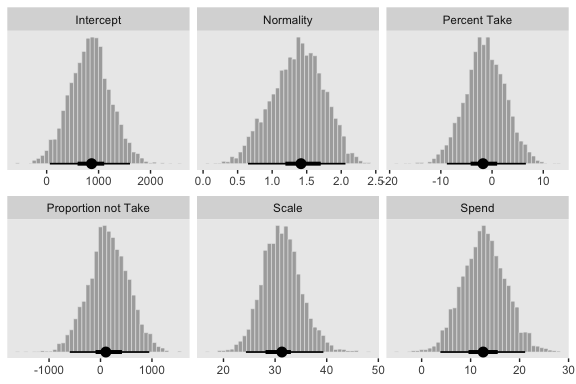 Intercept Normality Percent Take
0 1000 2000 0.0 0.5 1.0 1.5 2.0 2.5 -20 -10 0 10
Proportion not Take Scale Spend
-1000 0 1000 20 30 40 50 0 10 20 30